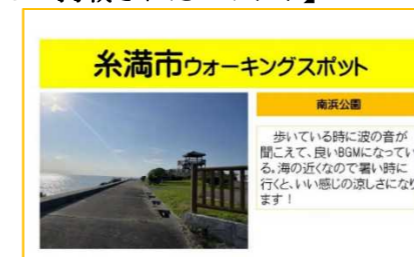 糸満市ウォーキングスポット
南浜公園
歩いている時に波の音が
聞こえて、良いBGMになってい
る。海の近くなので暑い時に
行くと、いい感じの涼しさになり
ます！